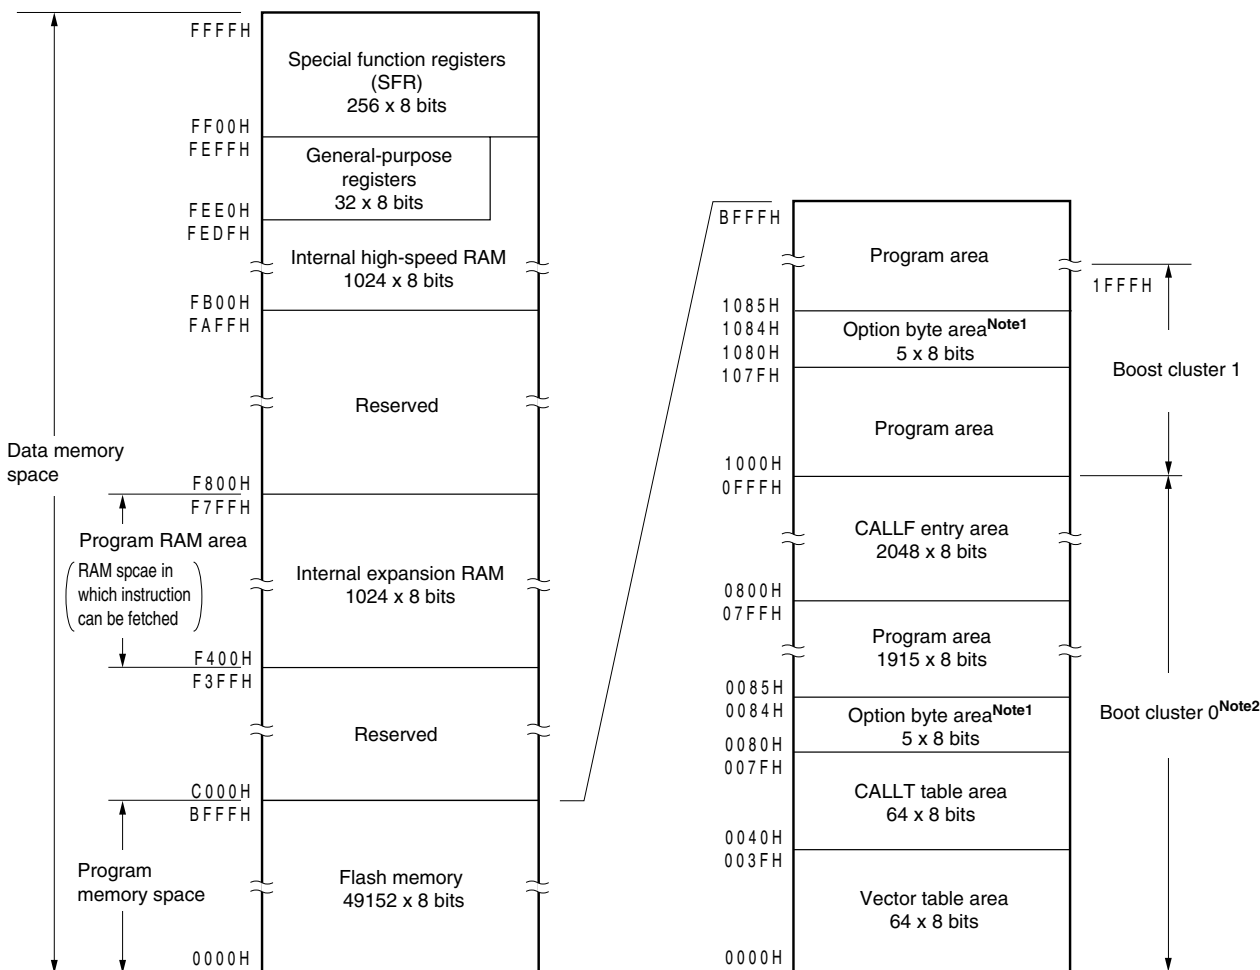 FFFFH
Special function registers
(SFR)
256 x 8 bits
FF00H
FEFFH
General-purpose
registers
32 x 8 bits
FEE0H
FEDFH
Internal high-speed RAM
1024 x 8 bits
FB00H
FAFFH
Reserved
Data memory
space
F800H
F7FFH
Program RAM area
RAM spcae in
which instruction
can be fetched
Internal expansion RAM
1024 x 8 bits
F400H
F3FFH
Reserved
C000H
BFFFH
Program
memory space
Flash memory
49152 x 8 bits
0000H
BFFFH
Program area
1FFFH
1085H
1084H
Option byte area Note1
5 x 8 bits
1080H
107FH
Boost cluster 1
Program area
1000H
0FFFH
CALLF entry area
2048 x 8 bits
0800H
07FFH
Program area
1915 x 8 bits
0085H
0084H
Option byte area Note1
5 x 8 bits
Boot cluster 0 Note2
0080H
007FH
CALLT table area
64 x 8 bits
0040H
003FH
Vector table area
64 x 8 bits
0000H